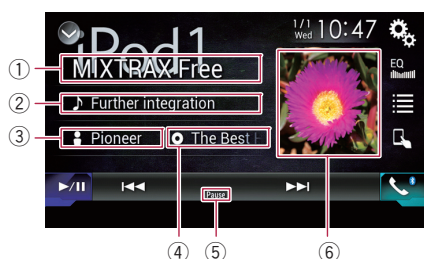 iPod1
1/1 Wed 10:47
① MIXTRAX Free
EQ
② ♪ Further integration
③ Pioneer The Best
Pause
④ ⑤ ⑥